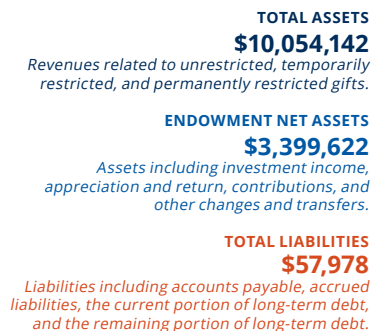 TOTAL ASSETS
$10,054,142
Revenues related to unrestricted, temporarily
restricted, and permanently restricted gifts.
ENDOWMENT NET ASSETS
$3,399,622
Assets including investment income,
appreciation and return, contributions, and
other changes and transfers.
TOTAL LIABILITIES
$57,978
Liabilities including accounts payable, accrued
liabilities, the current portion of long-term debt,
and the remaining portion of long-term debt.